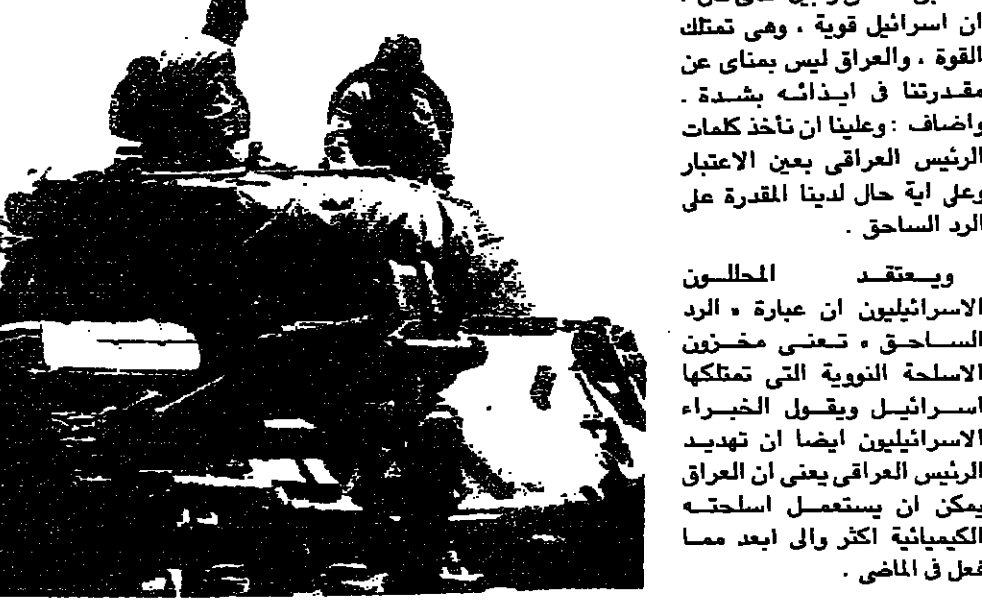 ان اسرائيل قوية ، وهى تمتلك
القوة ، والعراق ليس بمناى عن
مقدرتنا فى ايذائه بشدة .
واضاف : وعلينا ان نأخذ كلمات
الرئيس العراقى بعين الاعتبار
وعلى اية حال لدينا المقدرة على
الرد الساحق .
ويعتقد المحللون
الاسرائيليون ان عبارة « الرد
الساحق » تعنى مخزون
الاسلحة النووية التى تمتلكها
اسرائيل ويقول الخبراء
الاسرائيليون ايضا ان تهديد
الرئيس العراقى يعنى ان العراق
يمكن ان يستعمل اسلحته
الكيميائية اكثر والى ابعد مما
فعل فى الماضى .